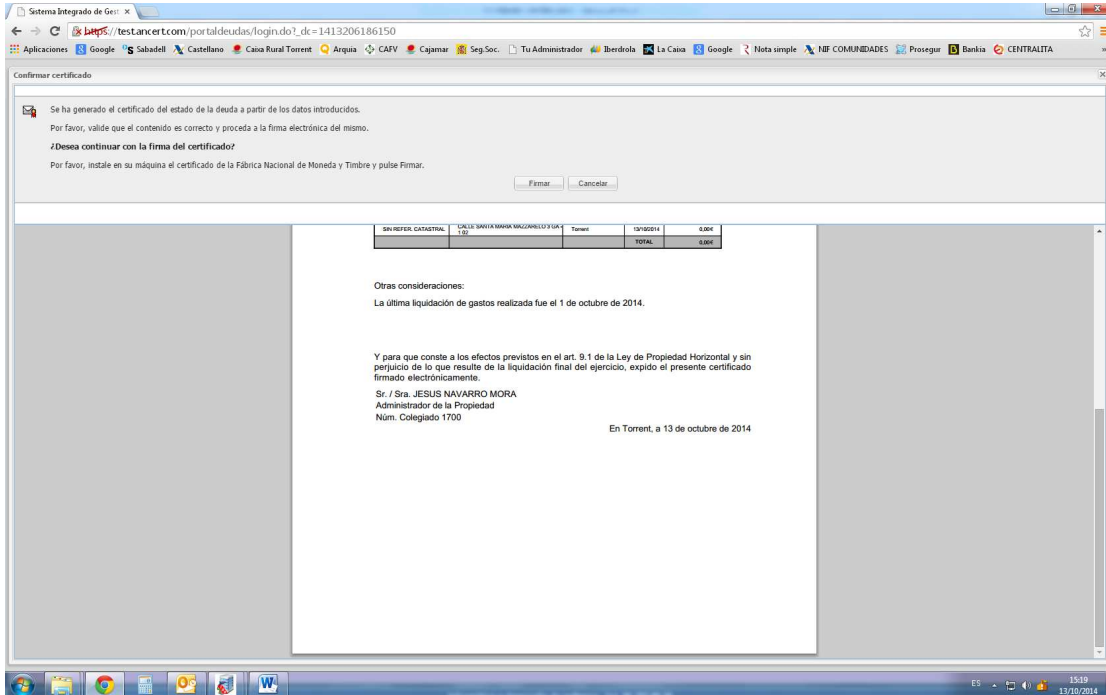 Sistema Integrado de Gest
https://test.ancert.com/portaldeudas/login.do?_dc=1413206186150
Aplicaciones Google Sabadell Castellano Caixa Rural Torrent Arquia CAFV Cajamar Seg.Soc. Tu Administrador Iberdrola La Caixa Google Nota simple NIF COMUNIDADES Prosegur Bankia CENTRALITA »
Confirmar certificado
Se ha generado el certificado del estado de la deuda a partir de los datos introducidos.
Por favor, valide que el contenido es correcto y proceda a la firma electrónica del mismo.
¿Desea continuar con la firma del certificado?
Por favor, instale en su máquina el certificado de la Fábrica Nacional de Moneda y Timbre y pulse Firmar.
Firmar Cancelar
SIN REFER. CATASTRAL CALLE SANTA MARIA MAZZARELO 3 GA Torrent 13/10/2014 0,00€
1 02
TOTAL 0,00€
Otras consideraciones:
La última liquidación de gastos realizada fue el 1 de octubre de 2014.
Y para que conste a los efectos previstos en el art. 9.1 de la Ley de Propiedad Horizontal y sin
perjuicio de lo que resulte de la liquidación final del ejercicio, expido el presente certificado
firmado electrónicamente.
Sr. / Sra. JESUS NAVARRO MORA
Administrador de la Propiedad
Núm. Colegiado 1700
En Torrent, a 13 de octubre de 2014
ES 15:19
13/10/2014